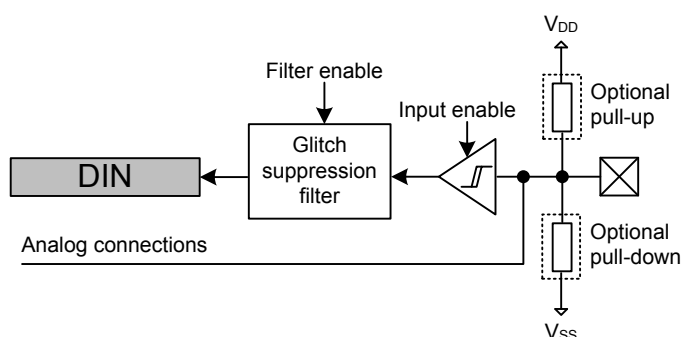 VDD
Filter enable
Optional
pull-up
Input enable
Glitch
suppression
filter
DIN
Analog connections
Optional
pull-down
VSS